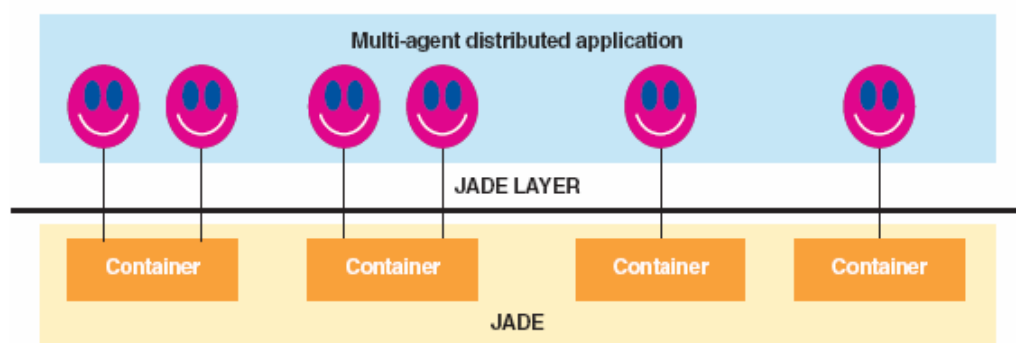 Multi-agent distributed application
JADE LAYER
Container
Container
Container
Container
JADE